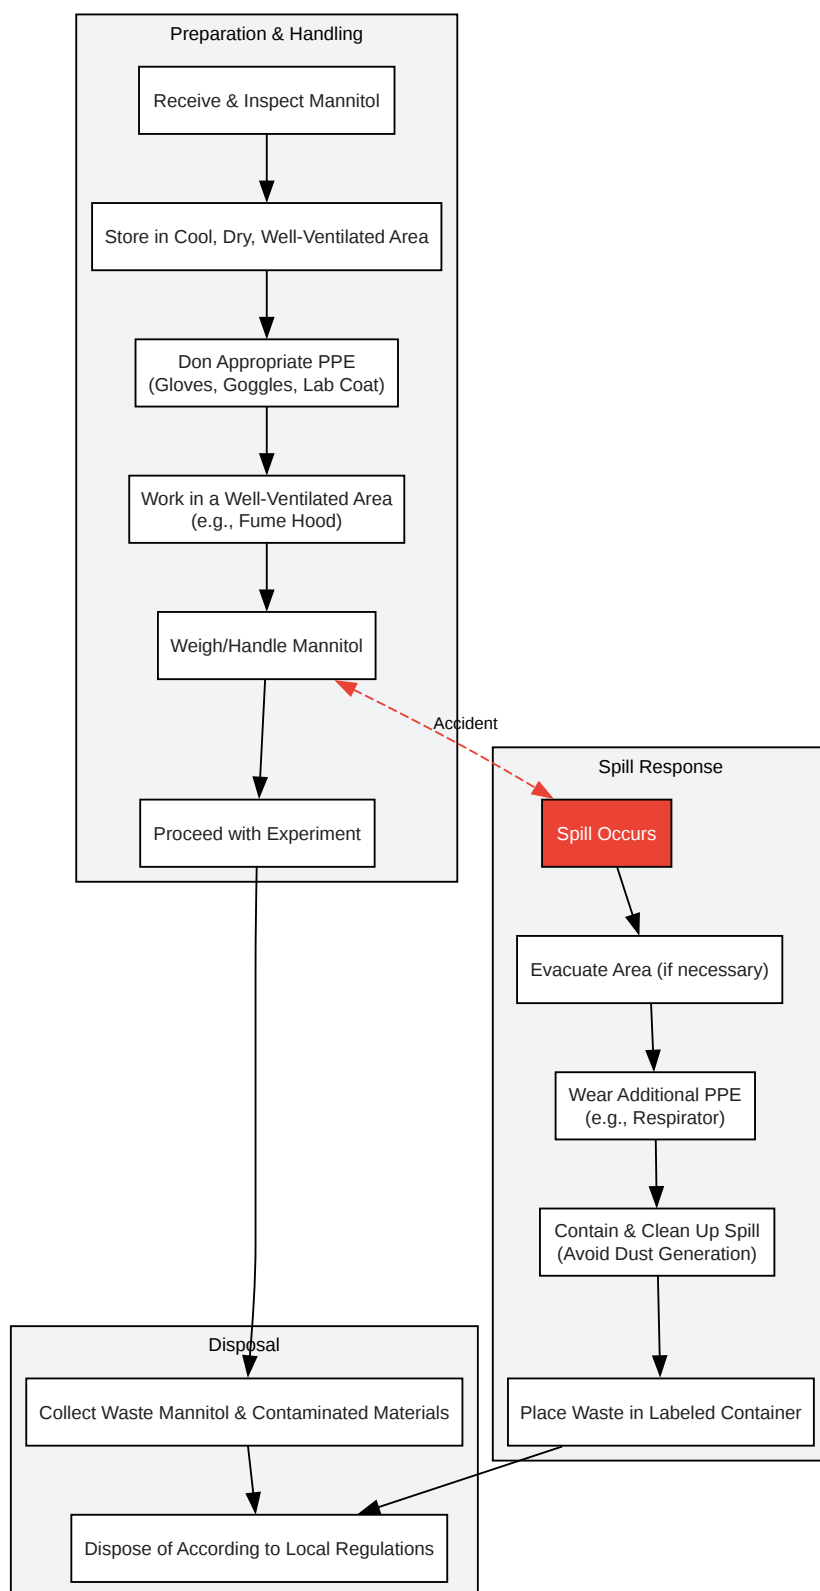 Preparation & Handling
Receive & Inspect Mannitol
Store in Cool, Dry, Well-Ventilated Area
Don Appropriate PPE
(Gloves, Goggles, Lab Coat)
Work in a Well-Ventilated Area
(e.g., Fume Hood)
Weigh/Handle Mannitol
Accident
Proceed with Experiment
Spill Response
Spill Occurs
Evacuate Area (if necessary)
Wear Additional PPE
(e.g., Respirator)
Contain & Clean Up Spill
(Avoid Dust Generation)
Place Waste in Labeled Container
Disposal
Collect Waste Mannitol & Contaminated Materials
Dispose of According to Local Regulations